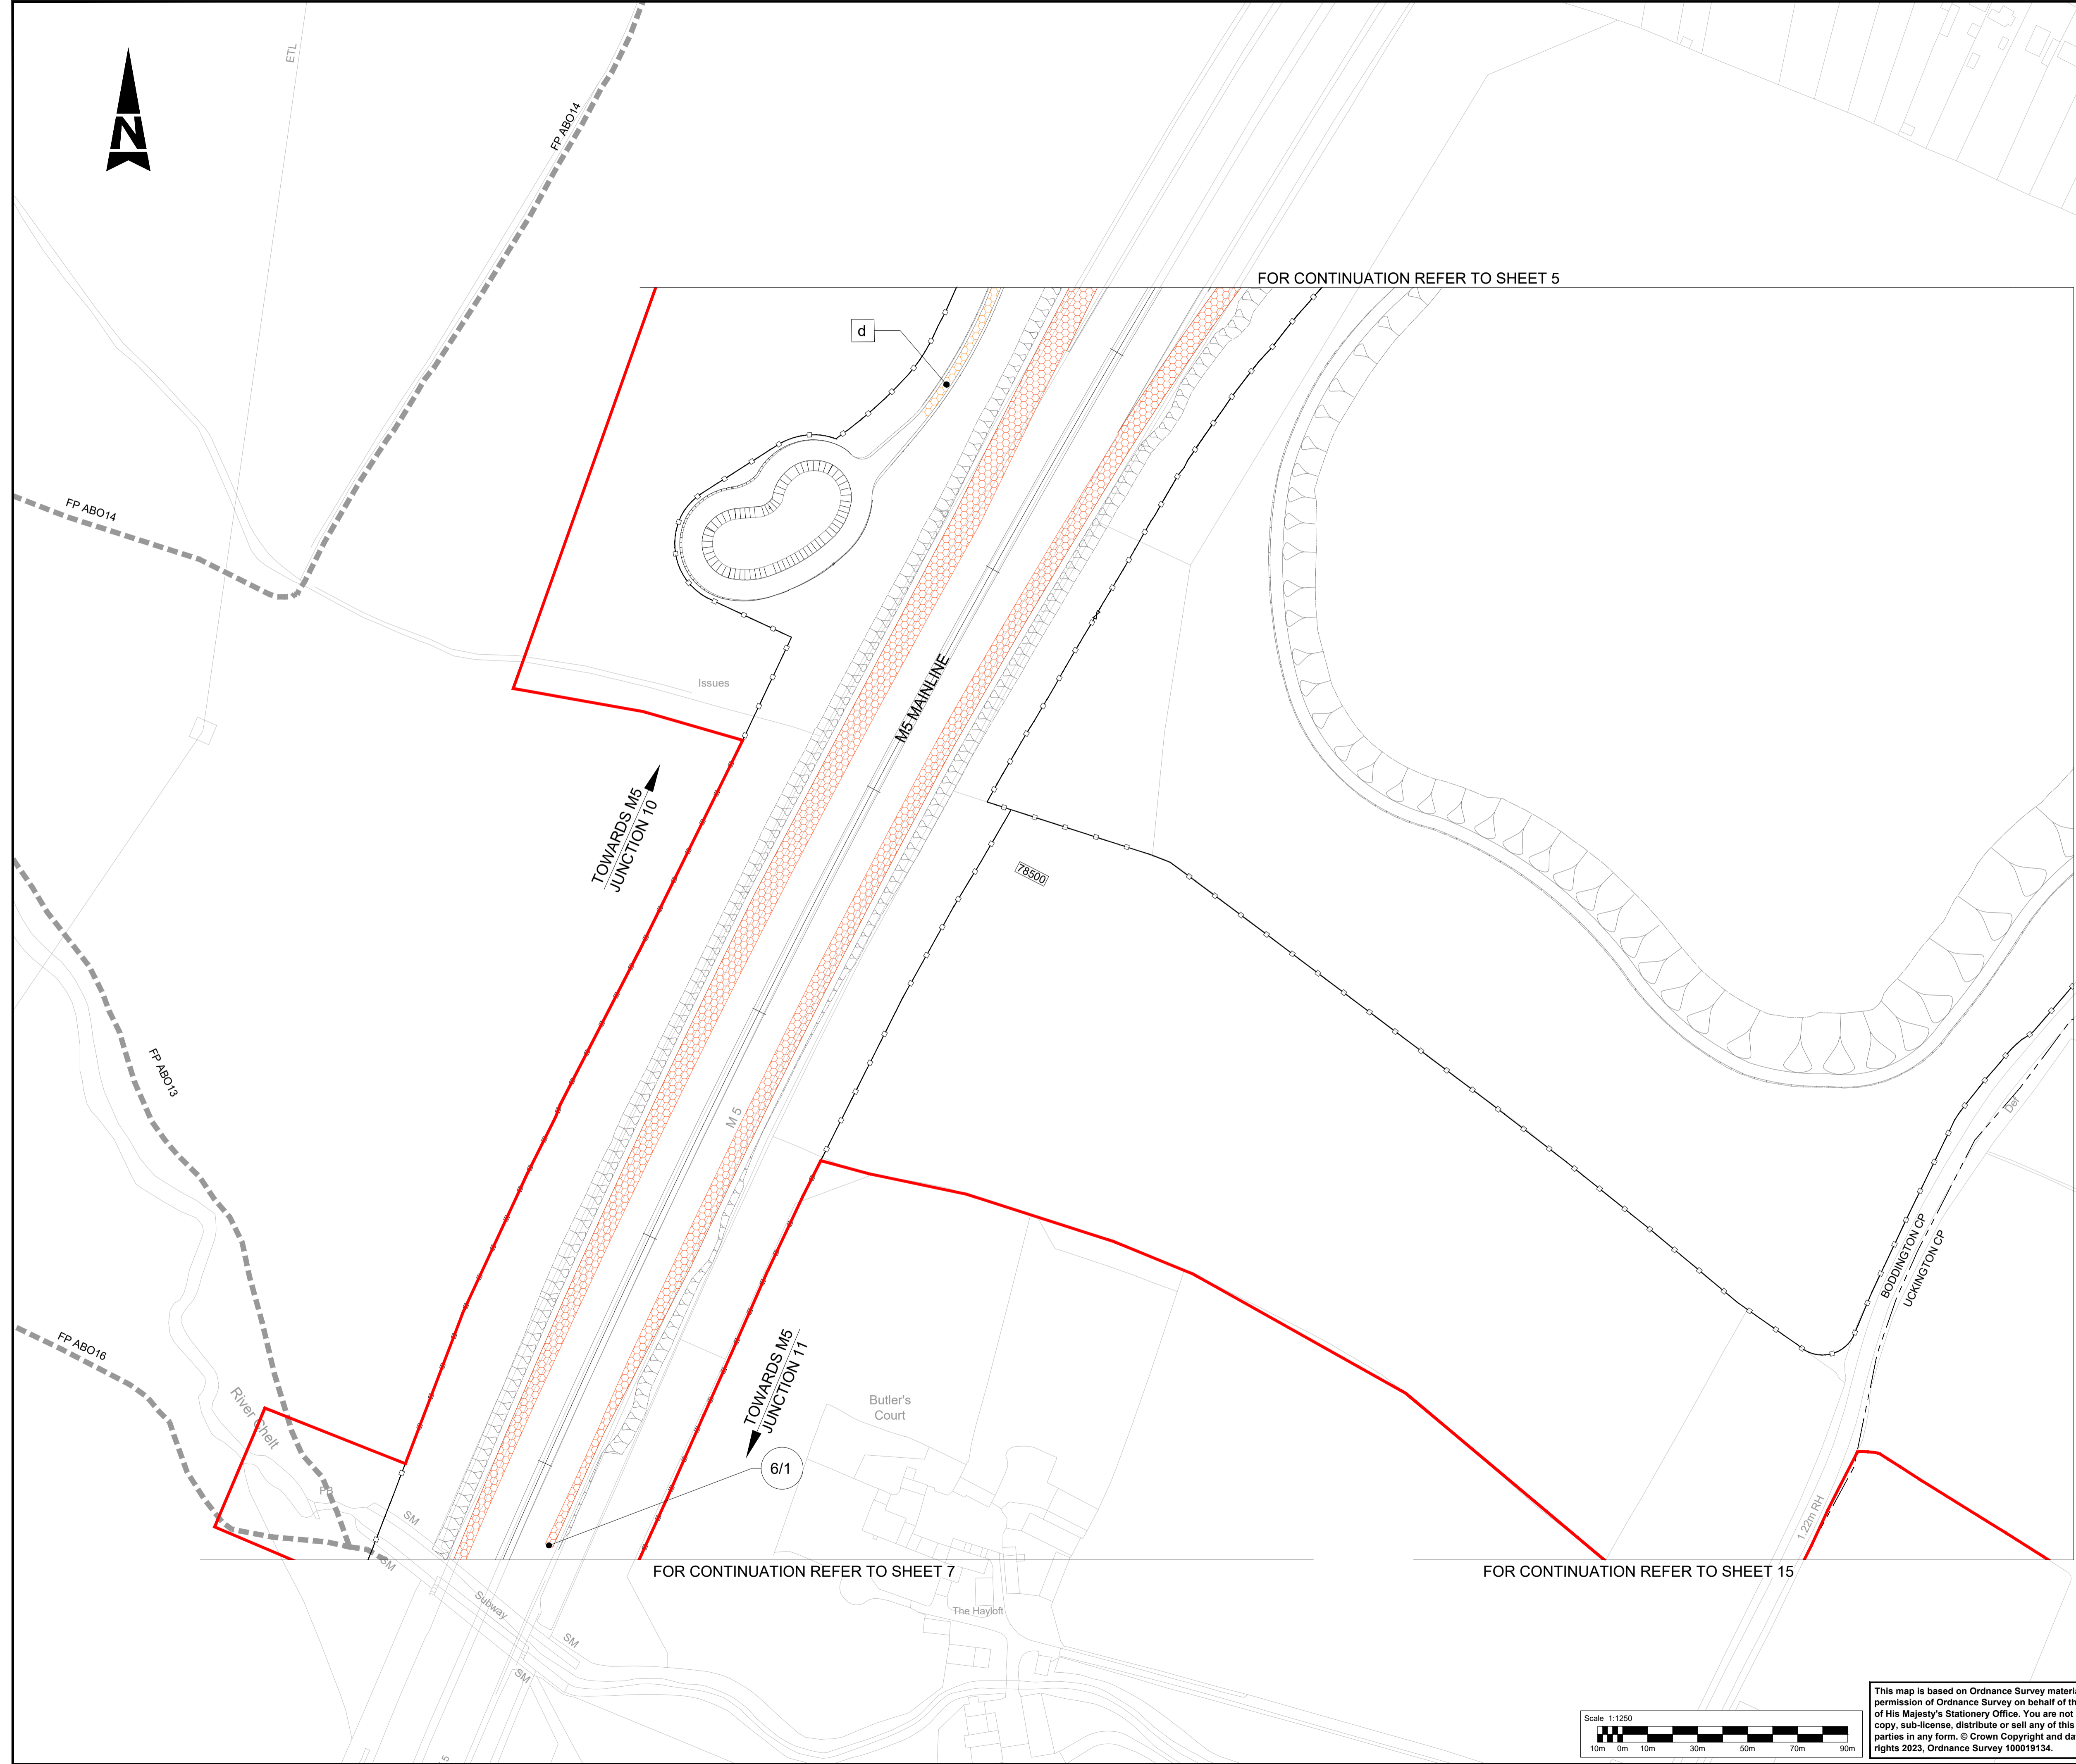 ETL
N
FP ABO14
FOR CONTINUATION REFER TO SHEET 5
d
FP ABO14
M5 MAINLINE
Issues
TOWARDS M5
JUNCTION 10
78500
FP ABO13
M 5
Def
BODDINGTON CP
UCKINGTON CP
FP ABO16
River Chelt
TOWARDS M5
JUNCTION 11
Butler's
Court
6/1
FB
SM
1.22m RH
SM
FOR CONTINUATION REFER TO SHEET 7
FOR CONTINUATION REFER TO SHEET 15
Subway
The Hayloft
SM
SM
5
Scale 1:1250
10m 0m 10m 30m 50m 70m 90m
This map is based on Ordnance Survey materia
permission of Ordnance Survey on behalf of th
of His Majesty's Stationery Office. You are not
copy, sub-license, distribute or sell any of this
parties in any form. © Crown Copyright and da
rights 2023, Ordnance Survey 100019134.